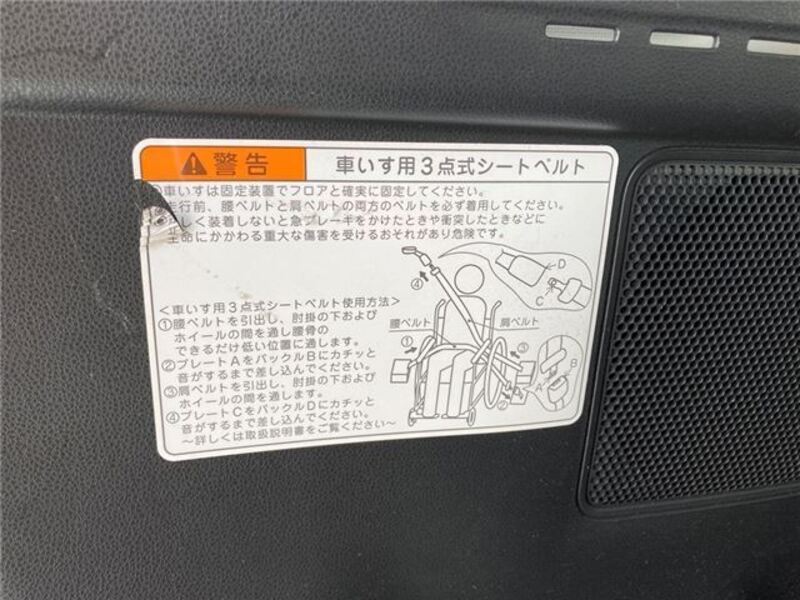 警告 車いす用3点式シートベルト
車いすは固定装置でフロアと確実に固定してください。
走行前、腰ベルトと肩ベルトの両方のベルトを必ず着用してください。
しく装着しないと急ブレーキをかけたときや衝突したときなどに
生命にかかわる重大な傷害を受けるおそれがあり危険です。
<車いす用3点式シートベルト使用方法>
①腰ベルトを引出し、肘掛の下および
ホイールの間を通し腰骨の
できるだけ低い位置に通します。
②プレートAをバックルBにカチッと
音がするまで差し込んでください。
③肩ベルトを引出し、肘掛の下および
ホイールの間を通します。
④プレートCをバックルDにカチッと
音がするまで差し込んでください。
〜詳しくは取扱説明書をご覧ください〜
D
C
④
腰ベルト 肩ベルト
① ③
B
A
②